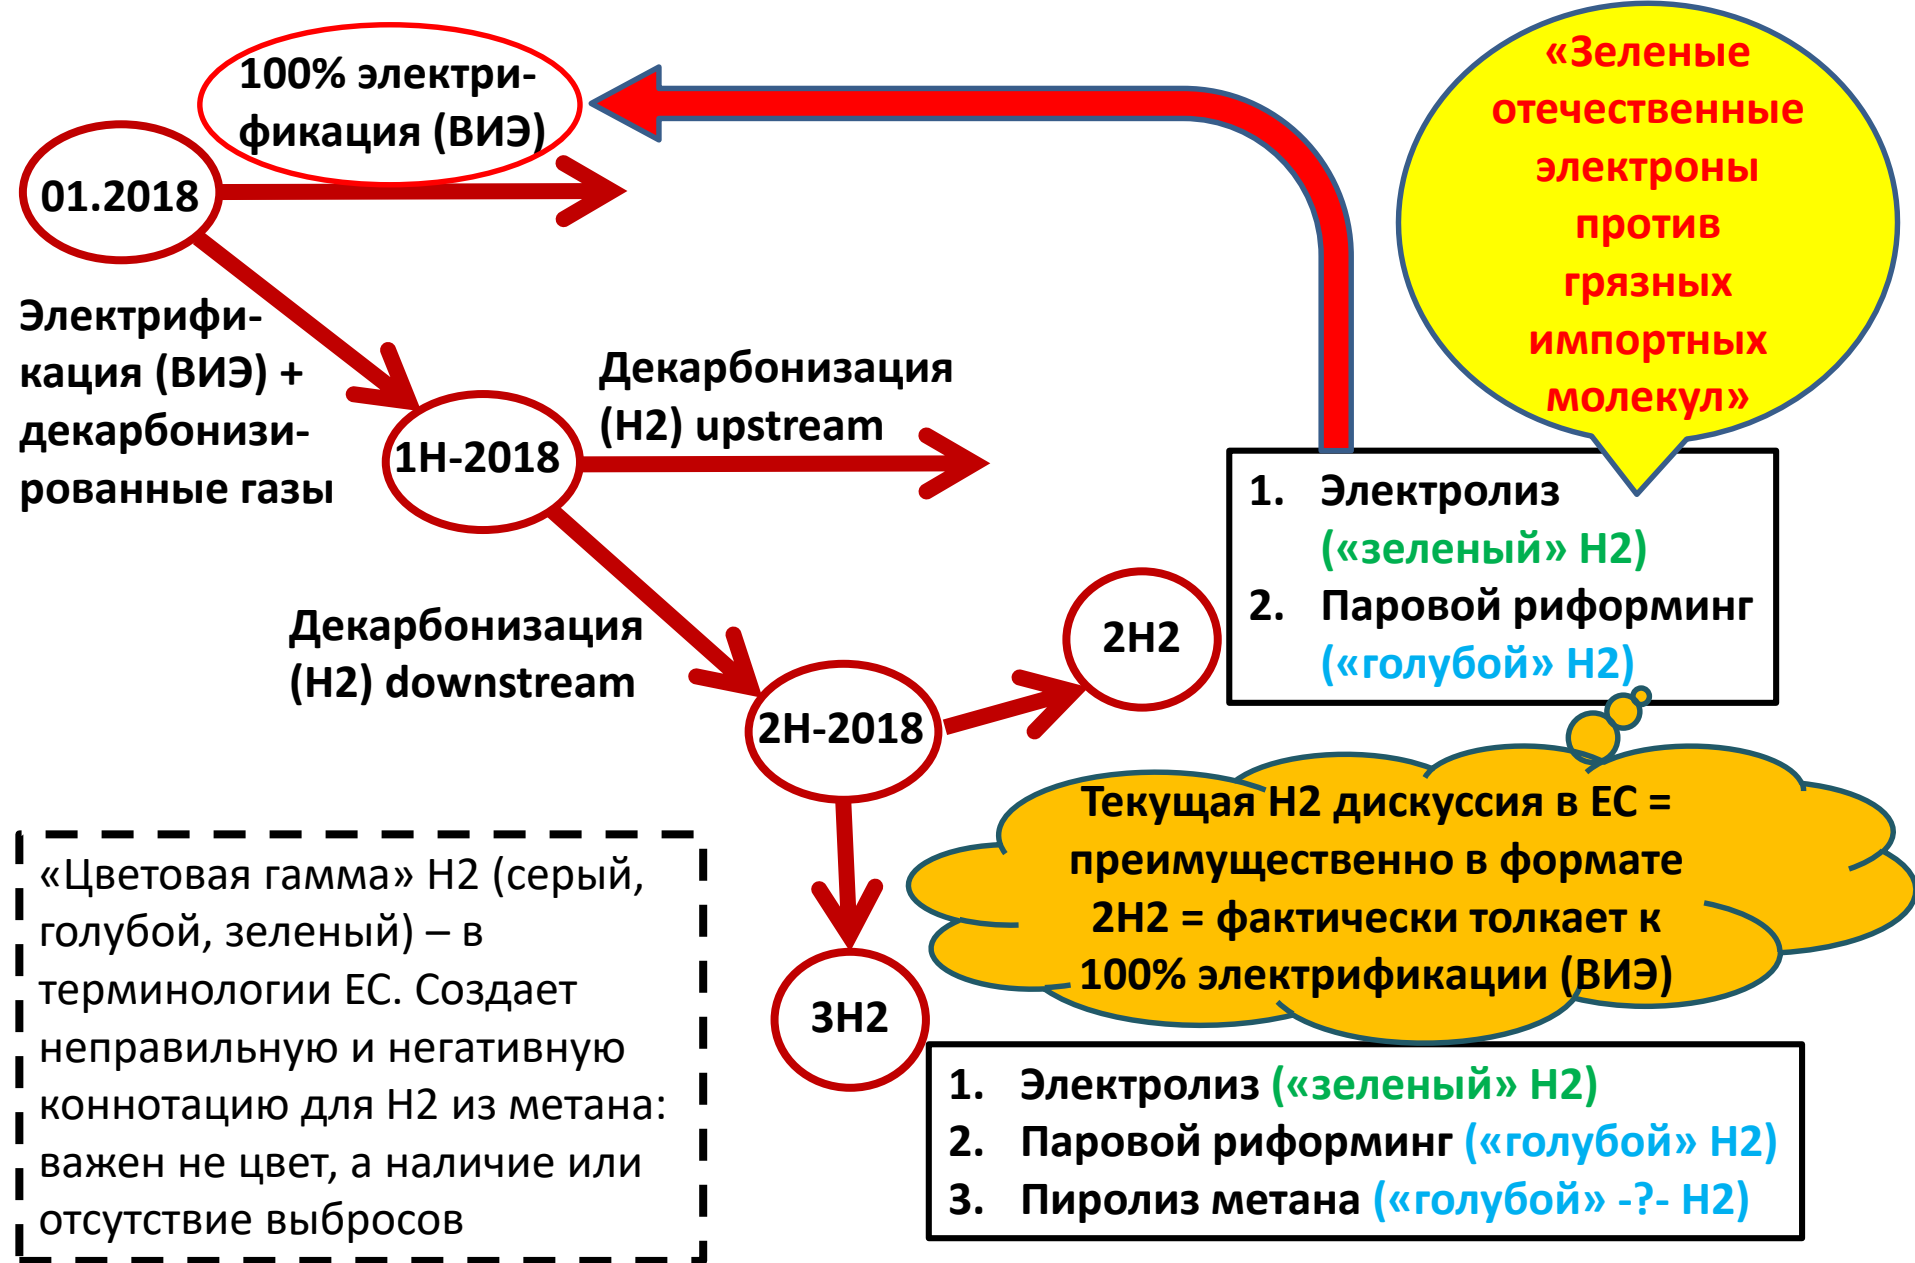 100% электри-
фикация (ВИЭ)
01.2018
Электрифи-
кация (ВИЭ) +
декарбонизи-
рованные газы
1H-2018
Декарбонизация
(H2) upstream
Декарбонизация
(H2) downstream
2H-2018
2H2
3H2
«Зеленые
отечественные
электроны
против
грязных
импортных
молекул»
1. Электролиз
(«зеленый» H2)
2. Паровой риформинг
(«голубой» H2)
Текущая H2 дискуссия в ЕС =
преимущественно в формате
2H2 = фактически толкает к
100% электрификации (ВИЭ)
1. Электролиз («зеленый» H2)
2. Паровой риформинг («голубой» H2)
3. Пиролиз метана («голубой» -?- H2)
«Цветовая гамма» H2 (серый,
голубой, зеленый) – в
терминологии ЕС. Создает
неправильную и негативную
коннотацию для H2 из метана:
важен не цвет, а наличие или
отсутствие выбросов